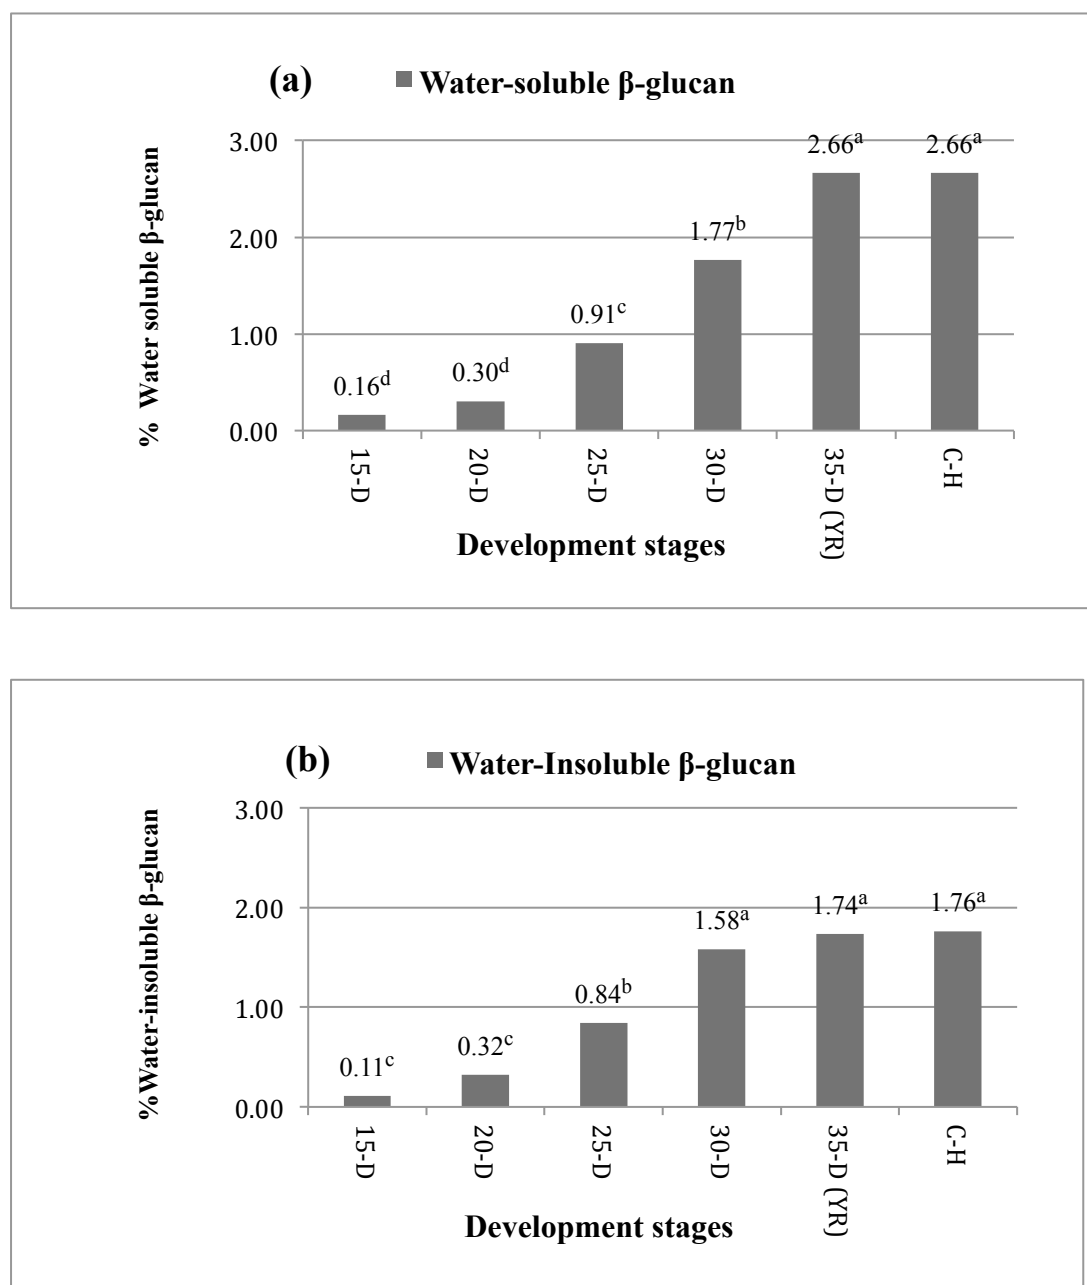 (a) Water-soluble β-glucan
% Water soluble β-glucan
3.00
2.00
1.00
0.00
0.16ᵈ
0.30ᵈ
0.91ᶜ
1.77ᵇ
2.66ᵃ
2.66ᵃ
15-D
20-D
25-D
30-D
35-D (YR)
C-H
Development stages
(b) Water-Insoluble β-glucan
%Water-insoluble β-glucan
3.00
2.00
1.00
0.00
0.11ᶜ
0.32ᶜ
0.84ᵇ
1.58ᵃ
1.74ᵃ
1.76ᵃ
15-D
20-D
25-D
30-D
35-D (YR)
C-H
Development stages